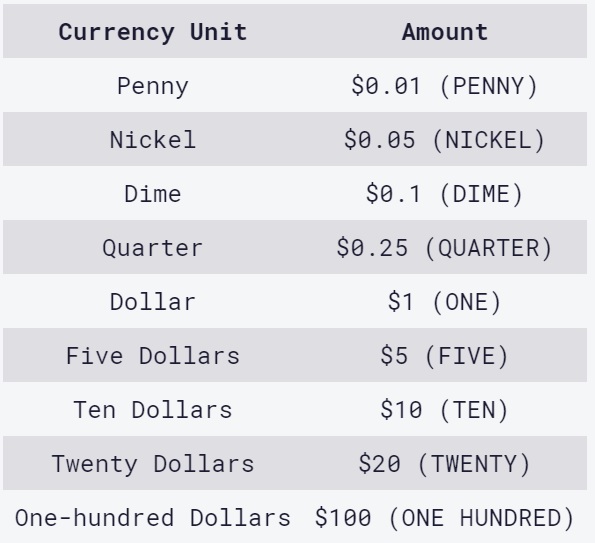 Currency Unit Amount
Penny $0.01 (PENNY)
Nickel $0.05 (NICKEL)
Dime $0.1 (DIME)
Quarter $0.25 (QUARTER)
Dollar $1 (ONE)
Five Dollars $5 (FIVE)
Ten Dollars $10 (TEN)
Twenty Dollars $20 (TWENTY)
One-hundred Dollars $100 (ONE HUNDRED)